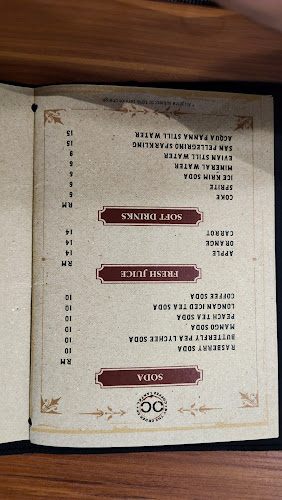 CC
SODA
RM
RASBERRY SODA 10
BUTTERFLY PEA LYCHEE SODA 10
MANGO SODA 10
PEACH TEA SODA 10
LONGAN ICED TEA SODA 10
COFFEE SODA 10
FRESH JUICE
RM
APPLE 14
ORANGE 14
CARROT 14
SOFT DRINKS
RM
COKE 6
SPRITE 6
ICE KRIM SODA 6
MINERAL WATER 6
EVIAN STILL WATER 8
SAN PELLEGRINO SPARKLING 15
ACQUA PANNA STILL WATER 15